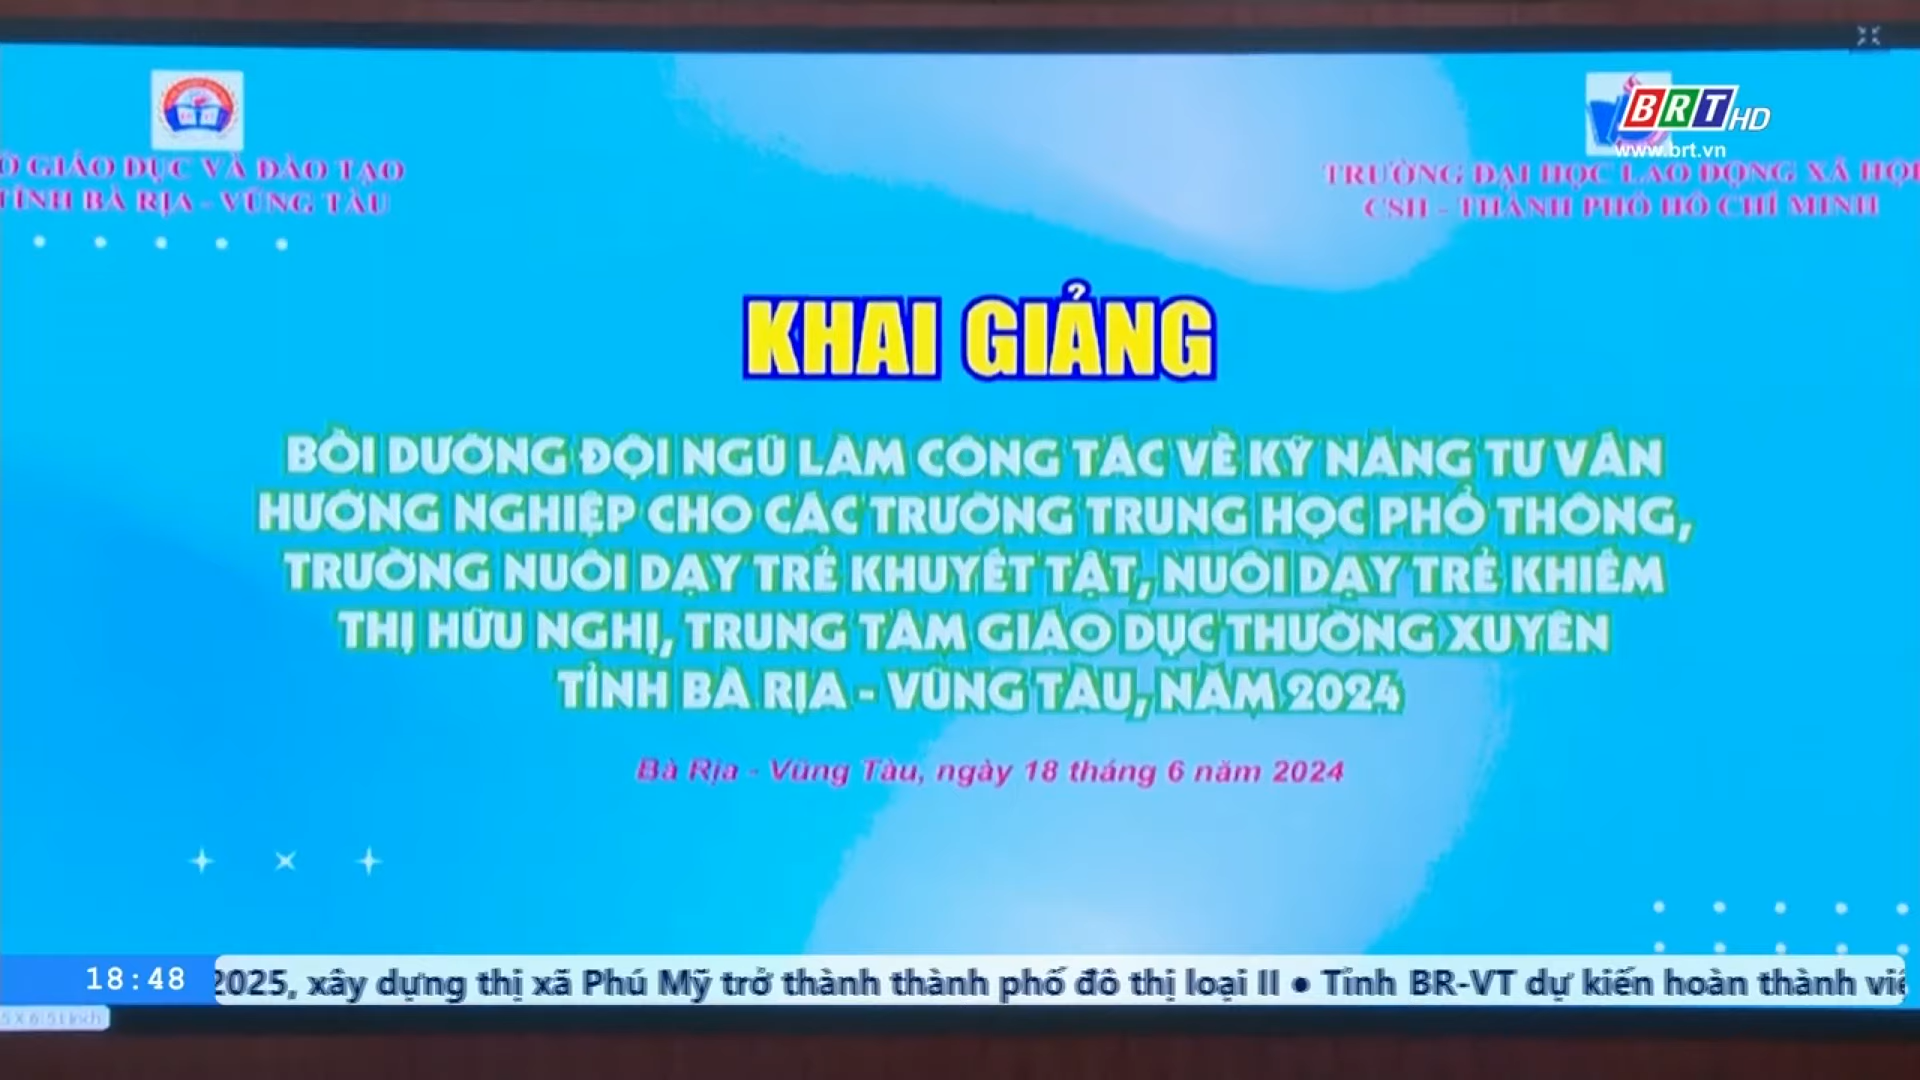 BRT HD
www.brt.vn
GIÁO DỤC VÀ ĐÀO TẠO
TỈNH BÀ RỊA - VŨNG TÀU
TRƯỜNG ĐẠI HỌC LAO ĐỘNG XÃ HỘI
CSII - THÀNH PHỐ HỒ CHÍ MINH
KHAI GIẢNG
BỒI DƯỠNG ĐỘI NGŨ LÀM CÔNG TÁC VỀ KỸ NĂNG TƯ VẤN
HƯỚNG NGHIỆP CHO CÁC TRƯỜNG TRUNG HỌC PHỔ THÔNG,
TRƯỜNG NUÔI DẠY TRẺ KHUYẾT TẬT, NUÔI DẠY TRẺ KHIẾM
THỊ HỮU NGHỊ, TRUNG TÂM GIÁO DỤC THƯỜNG XUYÊN
TỈNH BÀ RỊA - VŨNG TÀU, NĂM 2024
Bà Rịa - Vũng Tàu, ngày 18 tháng 6 năm 2024
18:48
2025, xây dựng thị xã Phú Mỹ trở thành thành phố đô thị loại II ● Tỉnh BR-VT dự kiến hoàn thành